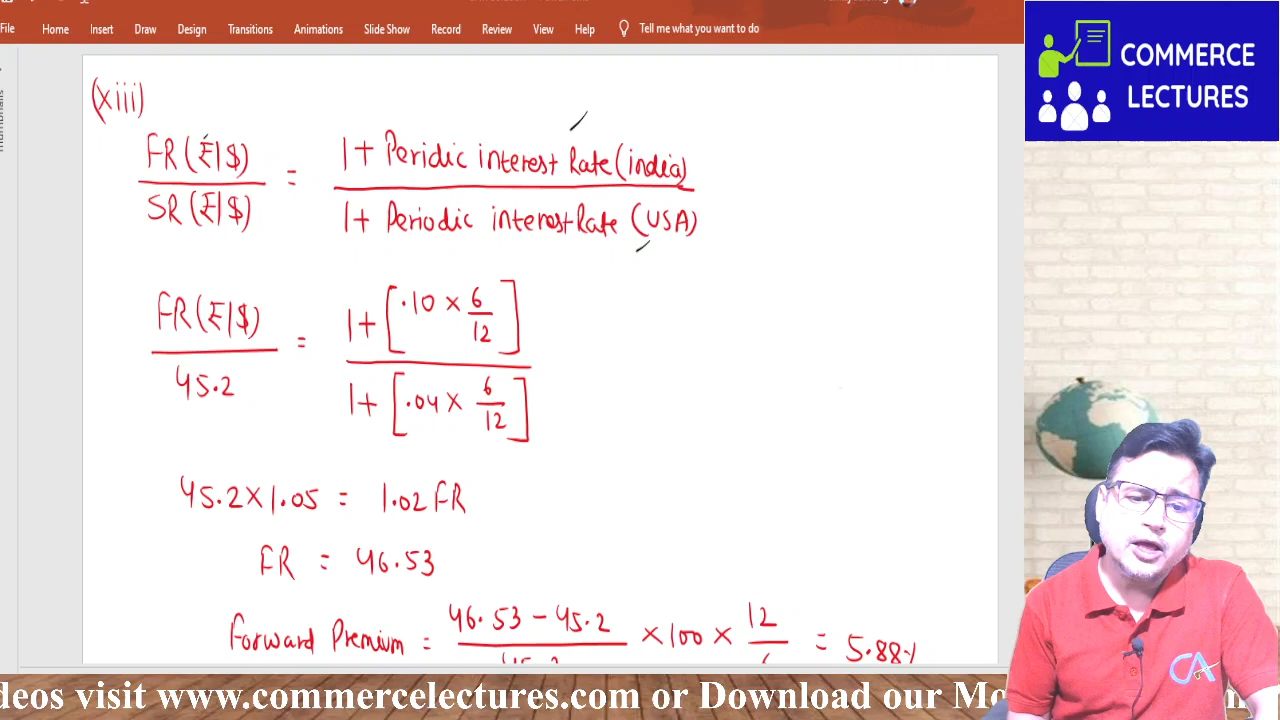 File Home Insert Draw Design Transitions Animations Slide Show Record Review View Help Tell me what you want to do
COMMERCE
LECTURES
(xiii)
FR(₹|$) = 1+ Peridic interest Rate(india)
SR(₹|$) 1+ Periodic interest Rate (USA)
FR(₹|$) = 1+ [.10 × 6/12]
45.2 1+ [.04 × 6/12]
45.2 × 1.05 = 1.02 FR
FR = 46.53
Forward Premium = 46.53 - 45.2 × 100 × 12 = 5.88%
CA
deos visit www.commercelectures.com or Download our Mo